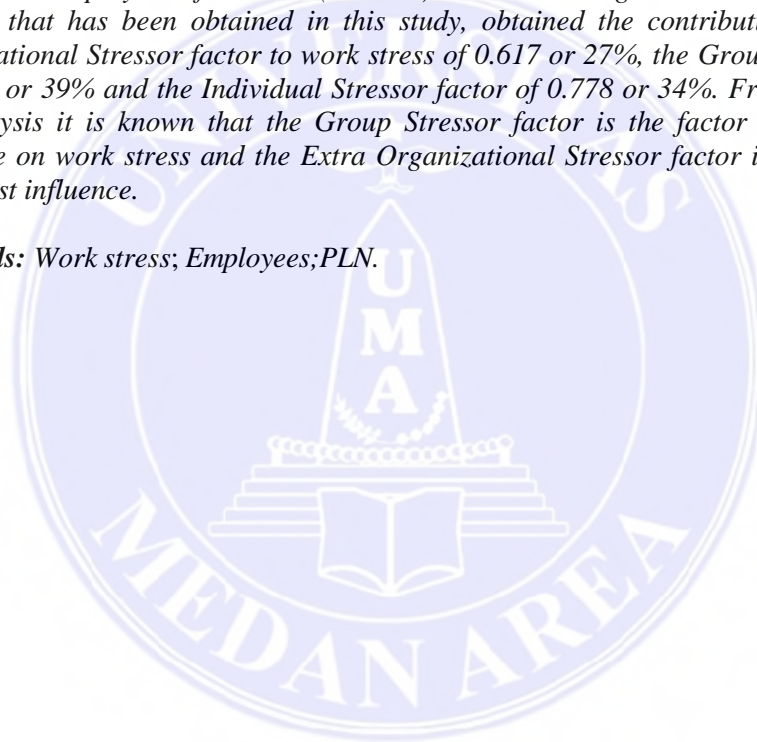 that has been obtained in this study, obtained the contributi
ational Stressor factor to work stress of 0.617 or 27%, the Grou
or 39% and the Individual Stressor factor of 0.778 or 34%. Fr
ysis it is known that the Group Stressor factor is the factor
e on work stress and the Extra Organizational Stressor factor i
st influence.
ds: Work stress; Employees;PLN.
UNIVERSITAS
UMA
MEDAN AREA